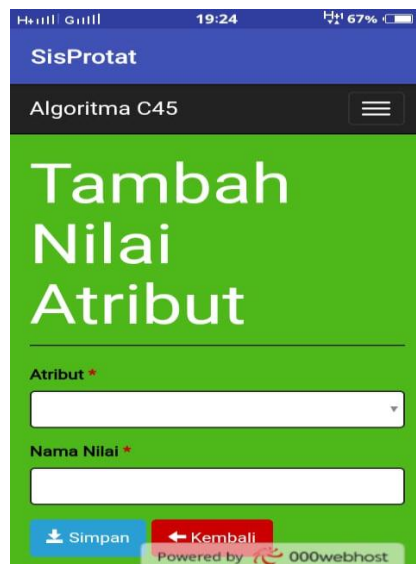 19:24 67%
SisProtat
Algoritma C45
Tambah
Nilai
Atribut
Atribut *
Nama Nilai *
Simpan Kembali
Powered by 000webhost